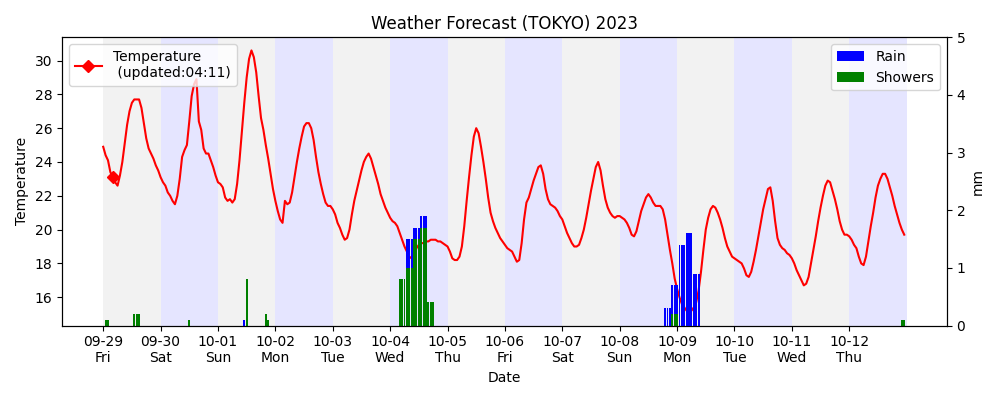 Weather Forecast (TOKYO) 2023
Temperature
(updated:04:11)
Rain
Showers
Temperature
30
28
26
24
22
20
18
16
5
4
3
2
1
0
mm
09-29 09-30 10-01 10-02 10-03 10-04 10-05 10-06 10-07 10-08 10-09 10-10 10-11 10-12
Fri Sat Sun Mon Tue Wed Thu Fri Sat Sun Mon Tue Wed Thu
Date